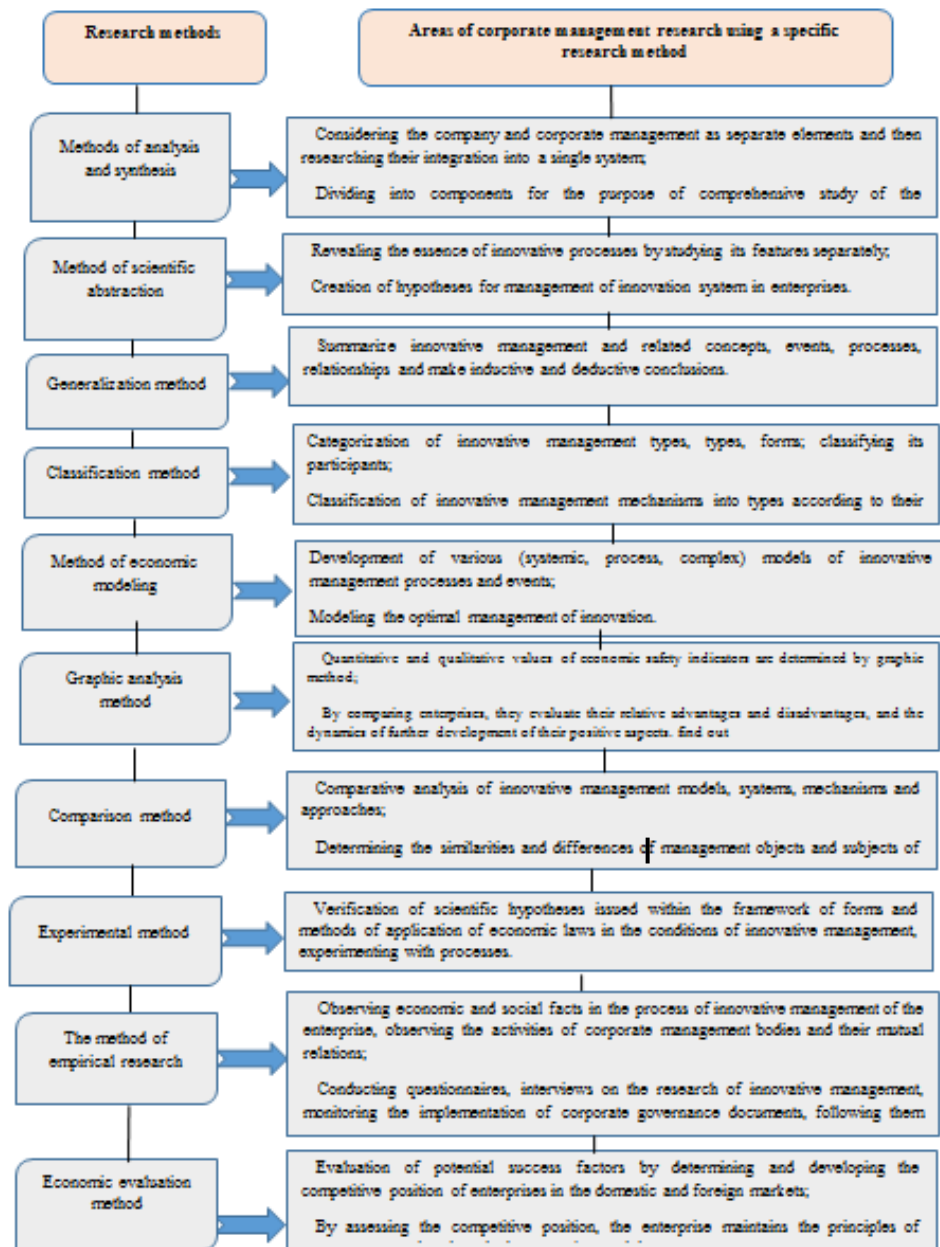 Research methods
Areas of corporate management research using a specific
research method
Methods of analysis
and synthesis
Considering the company and corporate management as separate elements and then
researching their integration into a single system;
Dividing into components for the purpose of comprehensive study of the
Method of scientific
abstraction
Revealing the essence of innovative processes by studying its features separately;
Creation of hypotheses for management of innovation system in enterprises.
Generalization method
Summarize innovative management and related concepts, events, processes,
relationships and make inductive and deductive conclusions.
Classification method
Categorization of innovative management types, types, forms; classifying its
participants;
Classification of innovative management mechanisms into types according to their
Method of economic
modeling
Development of various (systemic, process, complex) models of innovative
management processes and events;
Modeling the optimal management of innovation.
Graphic analysis
method
Quantitative and qualitative values of economic safety indicators are determined by graphic
method;
By comparing enterprises, they evaluate their relative advantages and disadvantages, and the
dynamics of further development of their positive aspects. find out
Comparison method
Comparative analysis of innovative management models, systems, mechanisms and
approaches;
Determining the similarities and differences of management objects and subjects of
Experimental method
Verification of scientific hypotheses issued within the framework of forms and
methods of application of economic laws in the conditions of innovative management,
experimenting with processes.
The method of
empirical research
Observing economic and social facts in the process of innovative management of the
enterprise, observing the activities of corporate management bodies and their mutual
relations;
Conducting questionnaires, interviews on the research of innovative management,
monitoring the implementation of corporate governance documents, following them
Economic evaluation
method
Evaluation of potential success factors by determining and developing the
competitive position of enterprises in the domestic and foreign markets;
By assessing the competitive position, the enterprise maintains the principles of